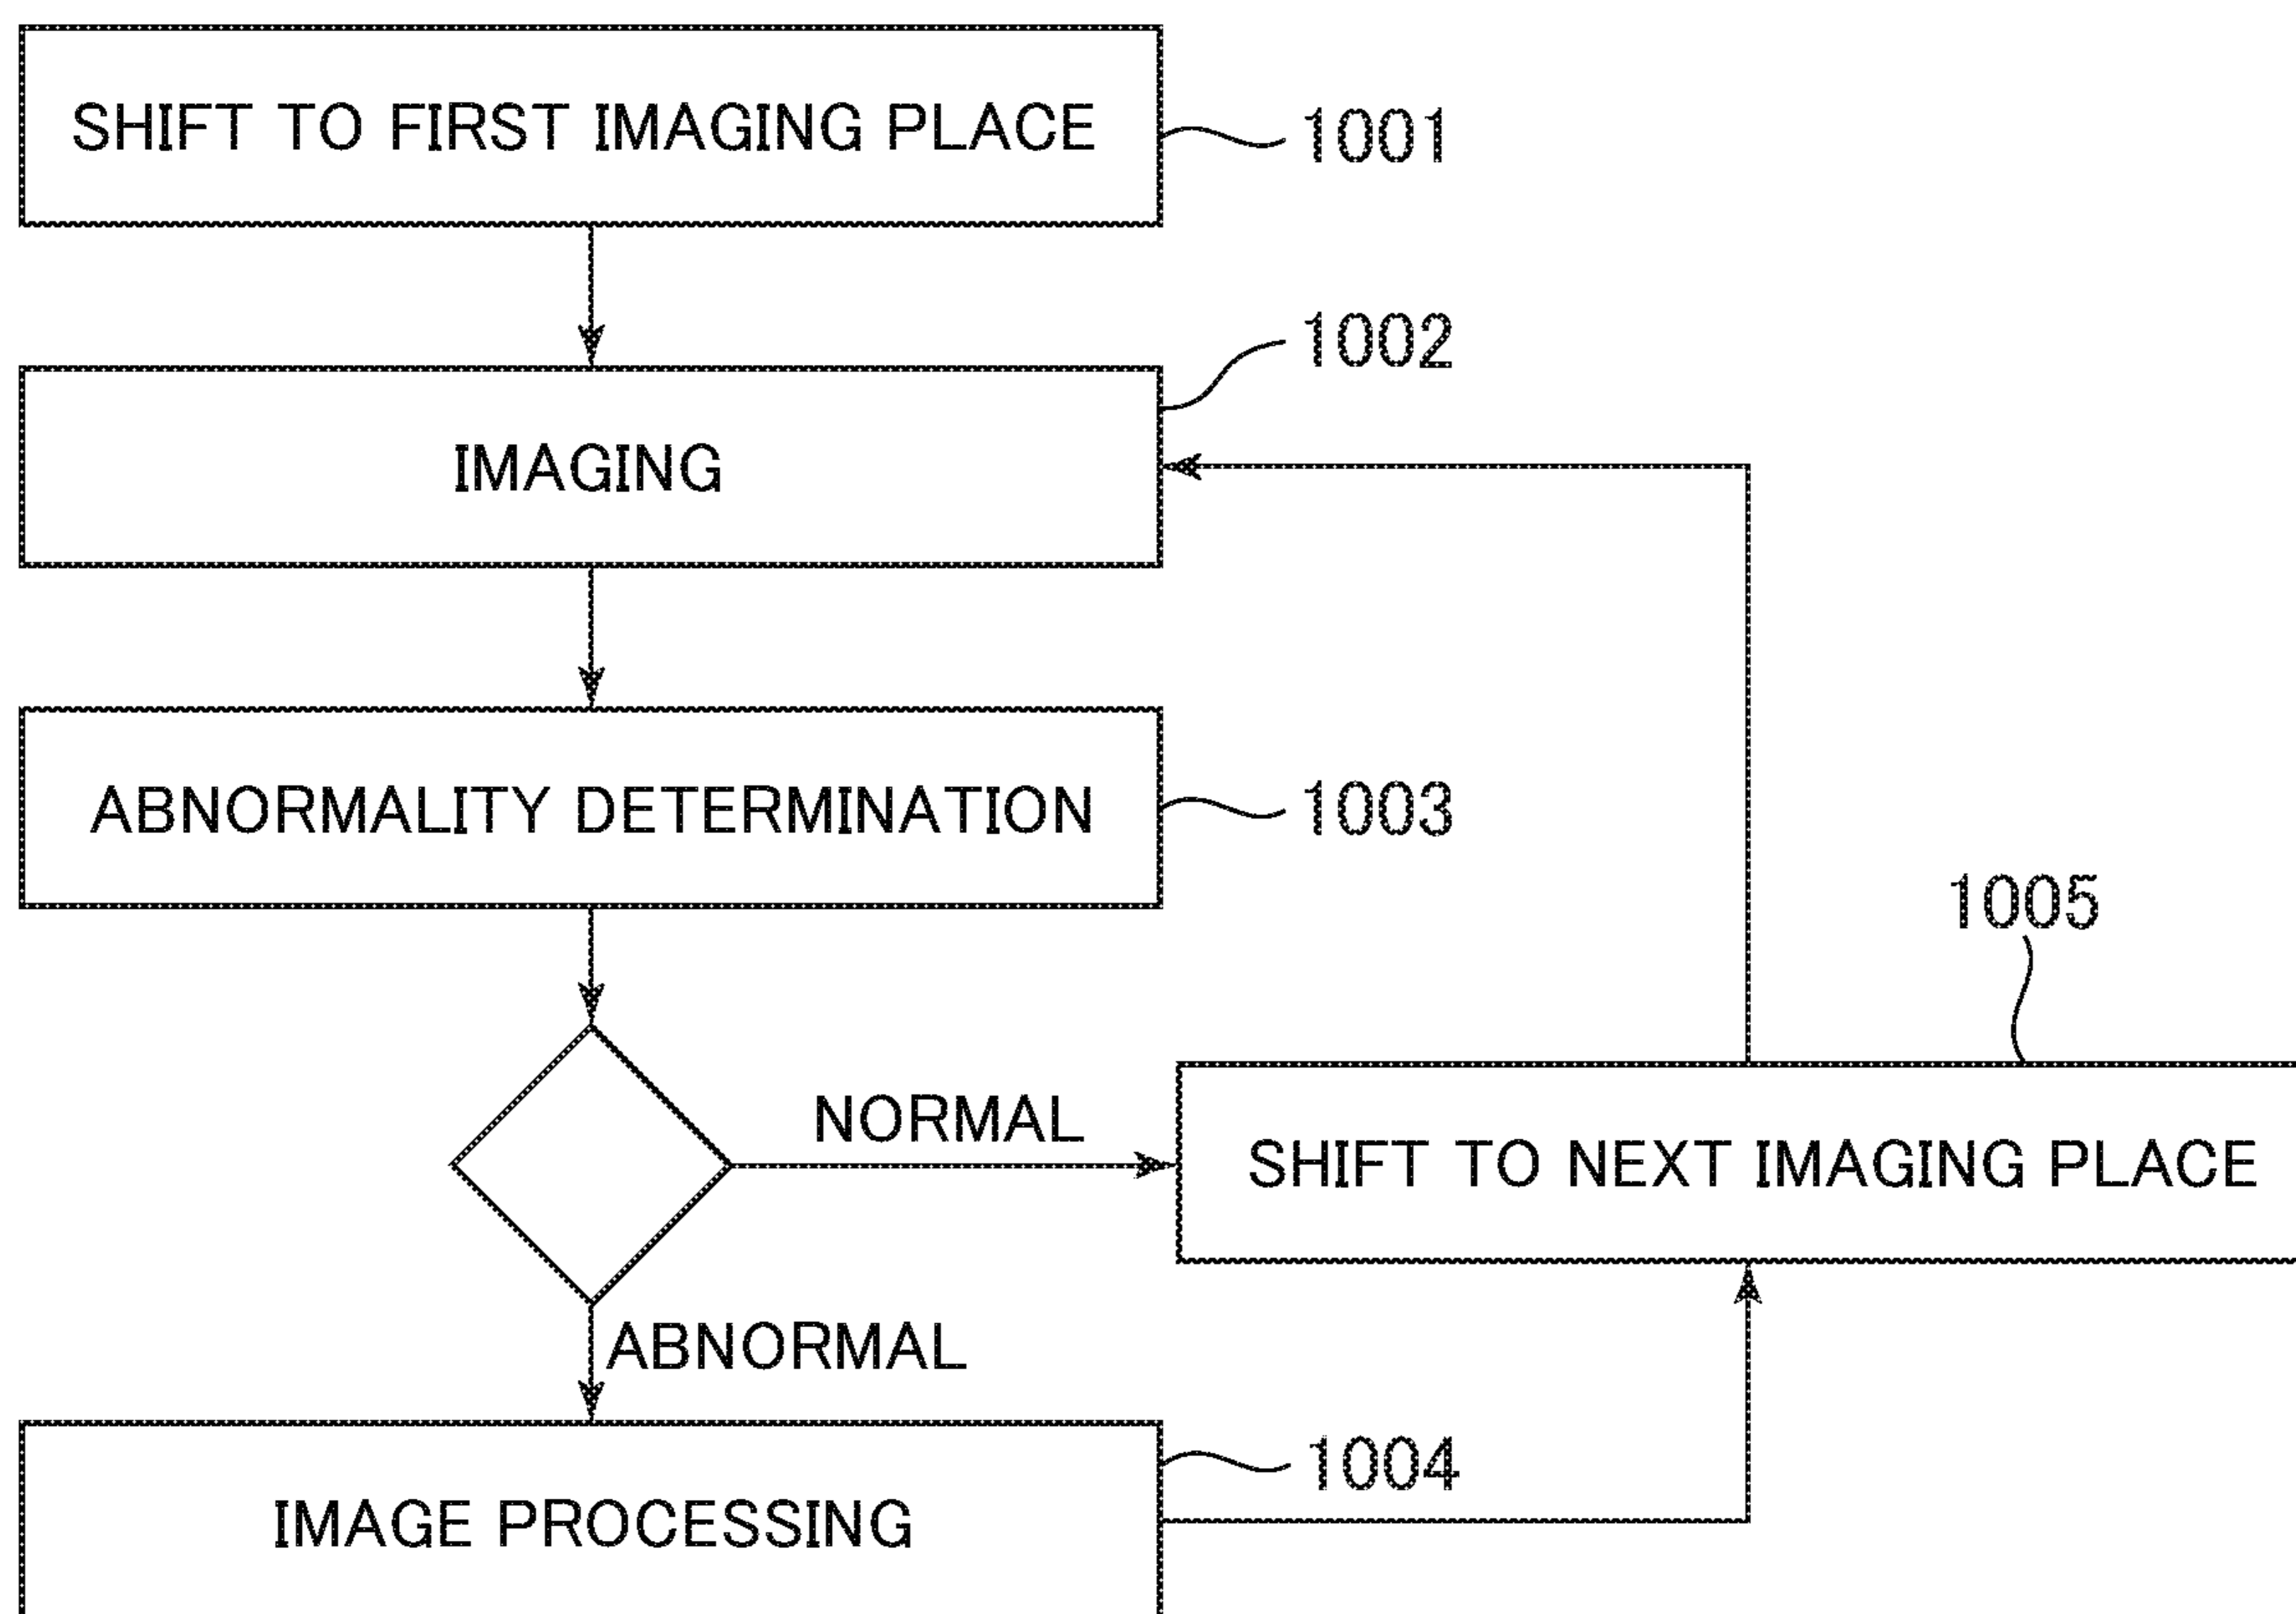 SHIFT TO FIRST IMAGING PLACE
1001
1002
IMAGING
ABNORMALITY DETERMINATION
1003
1005
NORMAL
SHIFT TO NEXT IMAGING PLACE
ABNORMAL
1004
IMAGE PROCESSING